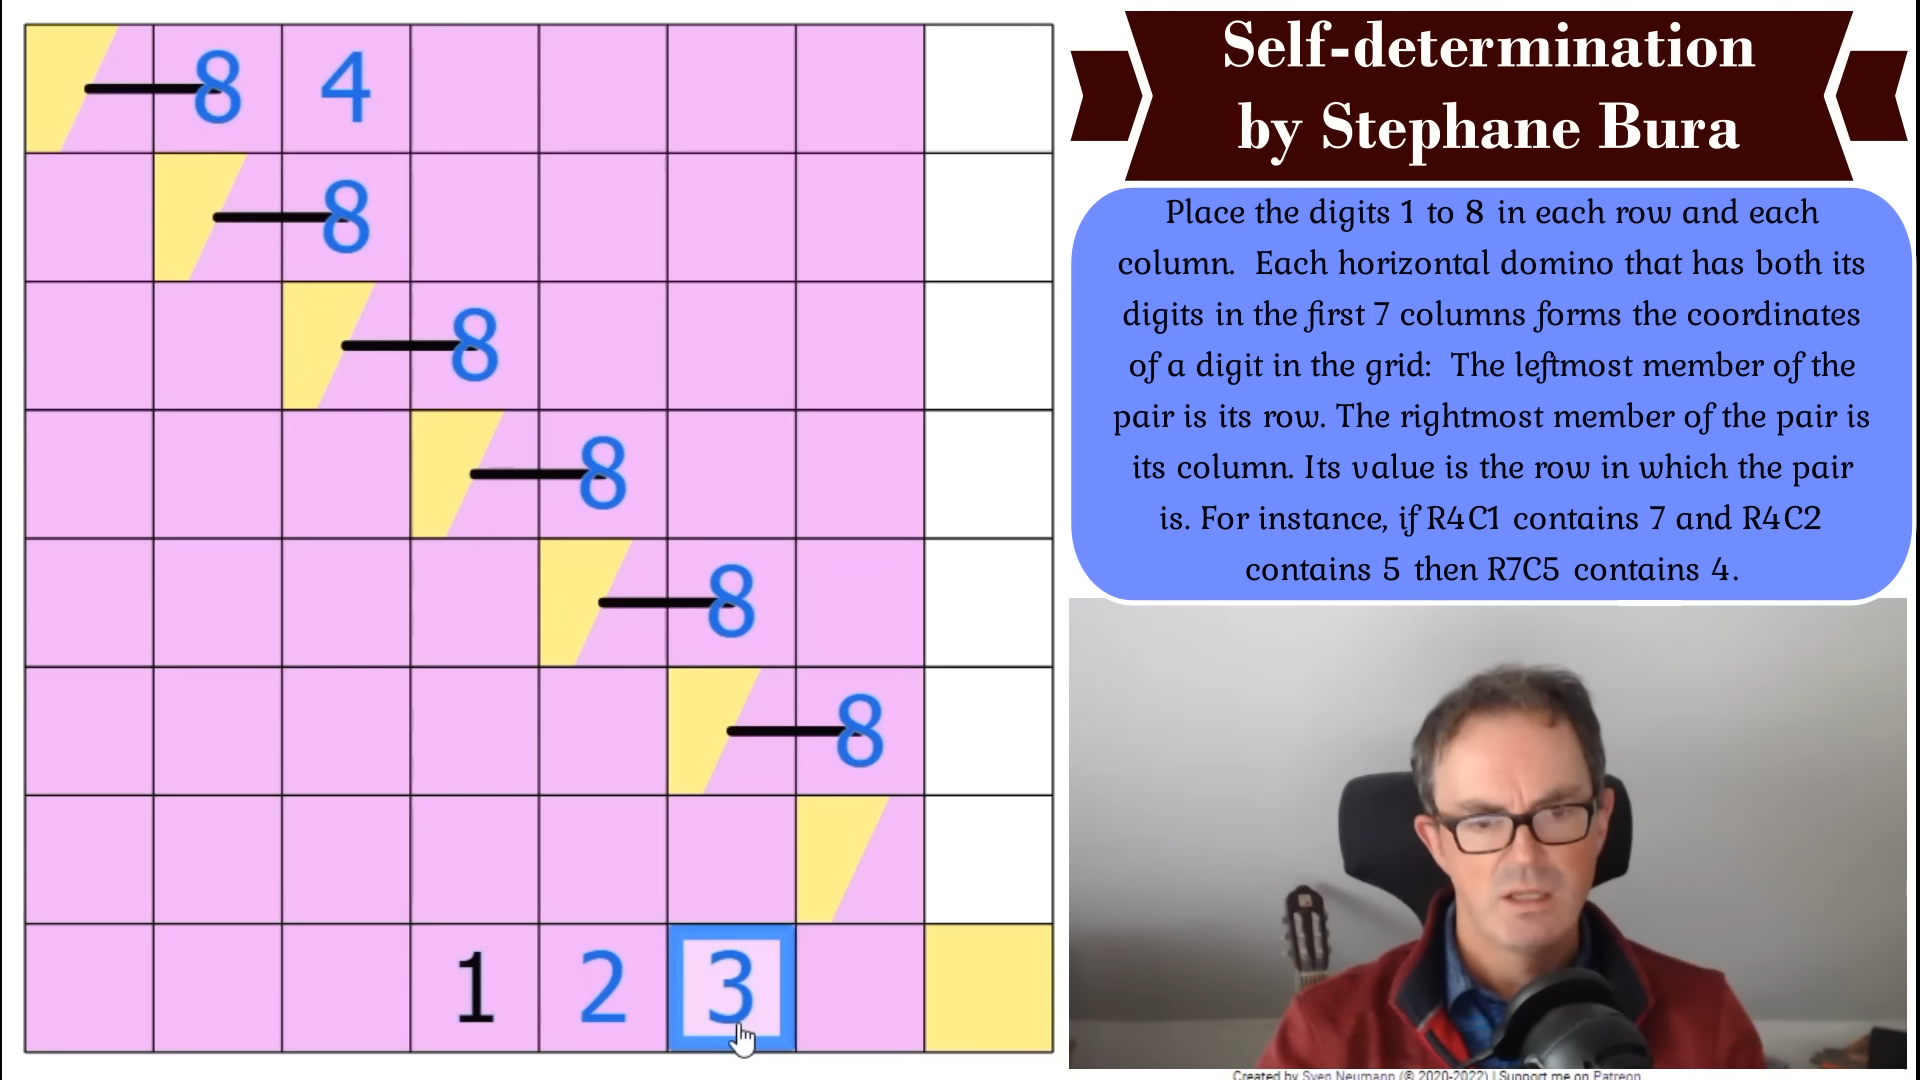 Self-determination
by Stephane Bura
Place the digits 1 to 8 in each row and each
column. Each horizontal domino that has both its
digits in the first 7 columns forms the coordinates
of a digit in the grid: The leftmost member of the
pair is its row. The rightmost member of the pair is
its column. Its value is the row in which the pair
is. For instance, if R4C1 contains 7 and R4C2
contains 5 then R7C5 contains 4.
8 4
8
8
8
8
8
1 2 3
Created by Sven Neumann (© 2020-2022) | Support me on Patreon